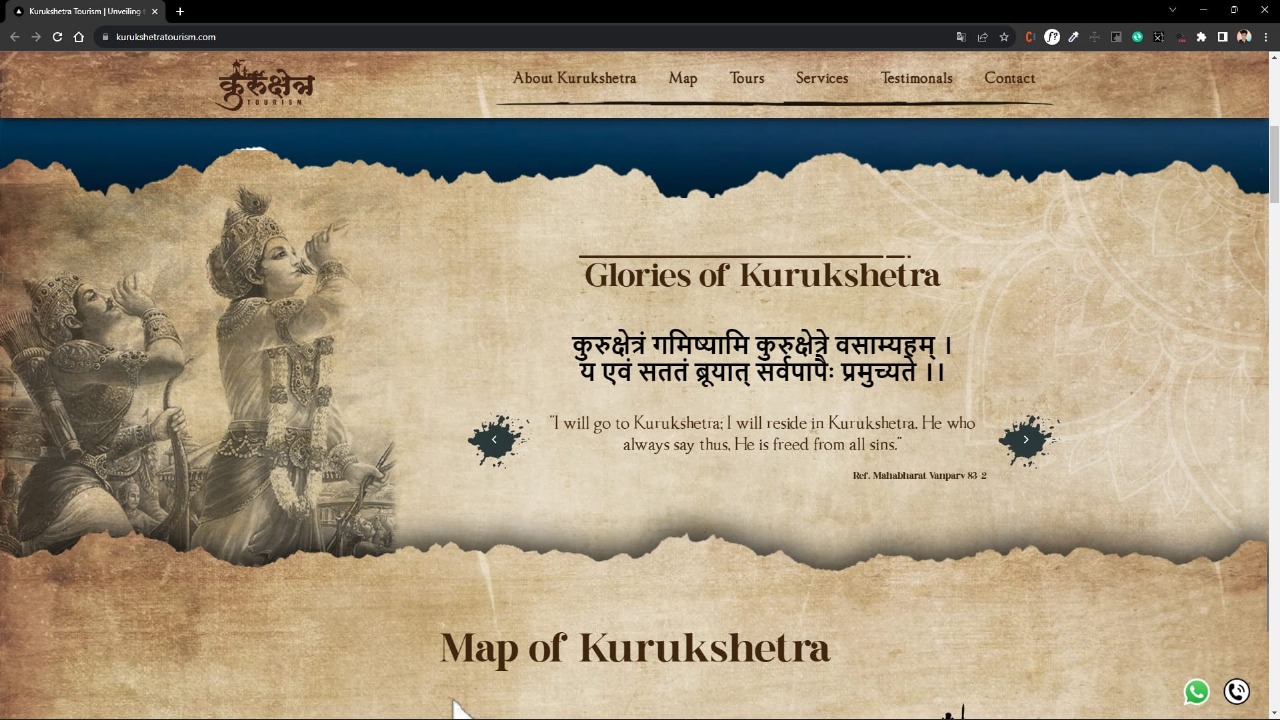 Kurukshetra Tourism | Unveiling
kurukshetratourism.com
कुरुक्षेत्र
TOURISM
About Kurukshetra Map Tours Services Testimonals Contact
Glories of Kurukshetra
कुरुक्षेत्रं गमिष्यामि कुरुक्षेत्रे वसाम्यहम् ।
य एवं सततं ब्रूयात् सर्वपापैः प्रमुच्यते ।।
"I will go to Kurukshetra; I will reside in Kurukshetra. He who
always say thus, He is freed from all sins."
Ref. Mahabharat Vanparv 83-2
Map of Kurukshetra